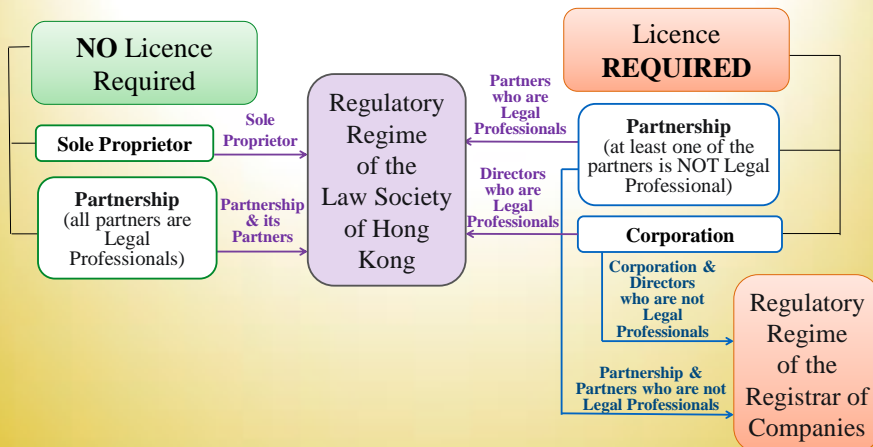 NO Licence
Required
Sole Proprietor
Partnership
(all partners are
Legal
Professionals)
Sole
Proprietor
Partnership
& its
Partners
Regulatory
Regime
of the
Law Society
of Hong
Kong
Partners
who are
Legal
Professionals
Directors
who are
Legal
Professionals
Licence
REQUIRED
Partnership
(at least one of the
partners is NOT Legal
Professional)
Corporation
Corporation &
Directors
who are not
Legal
Professionals
Partnership &
Partners who are not
Legal Professionals
Regulatory
Regime
of the
Registrar of
Companies